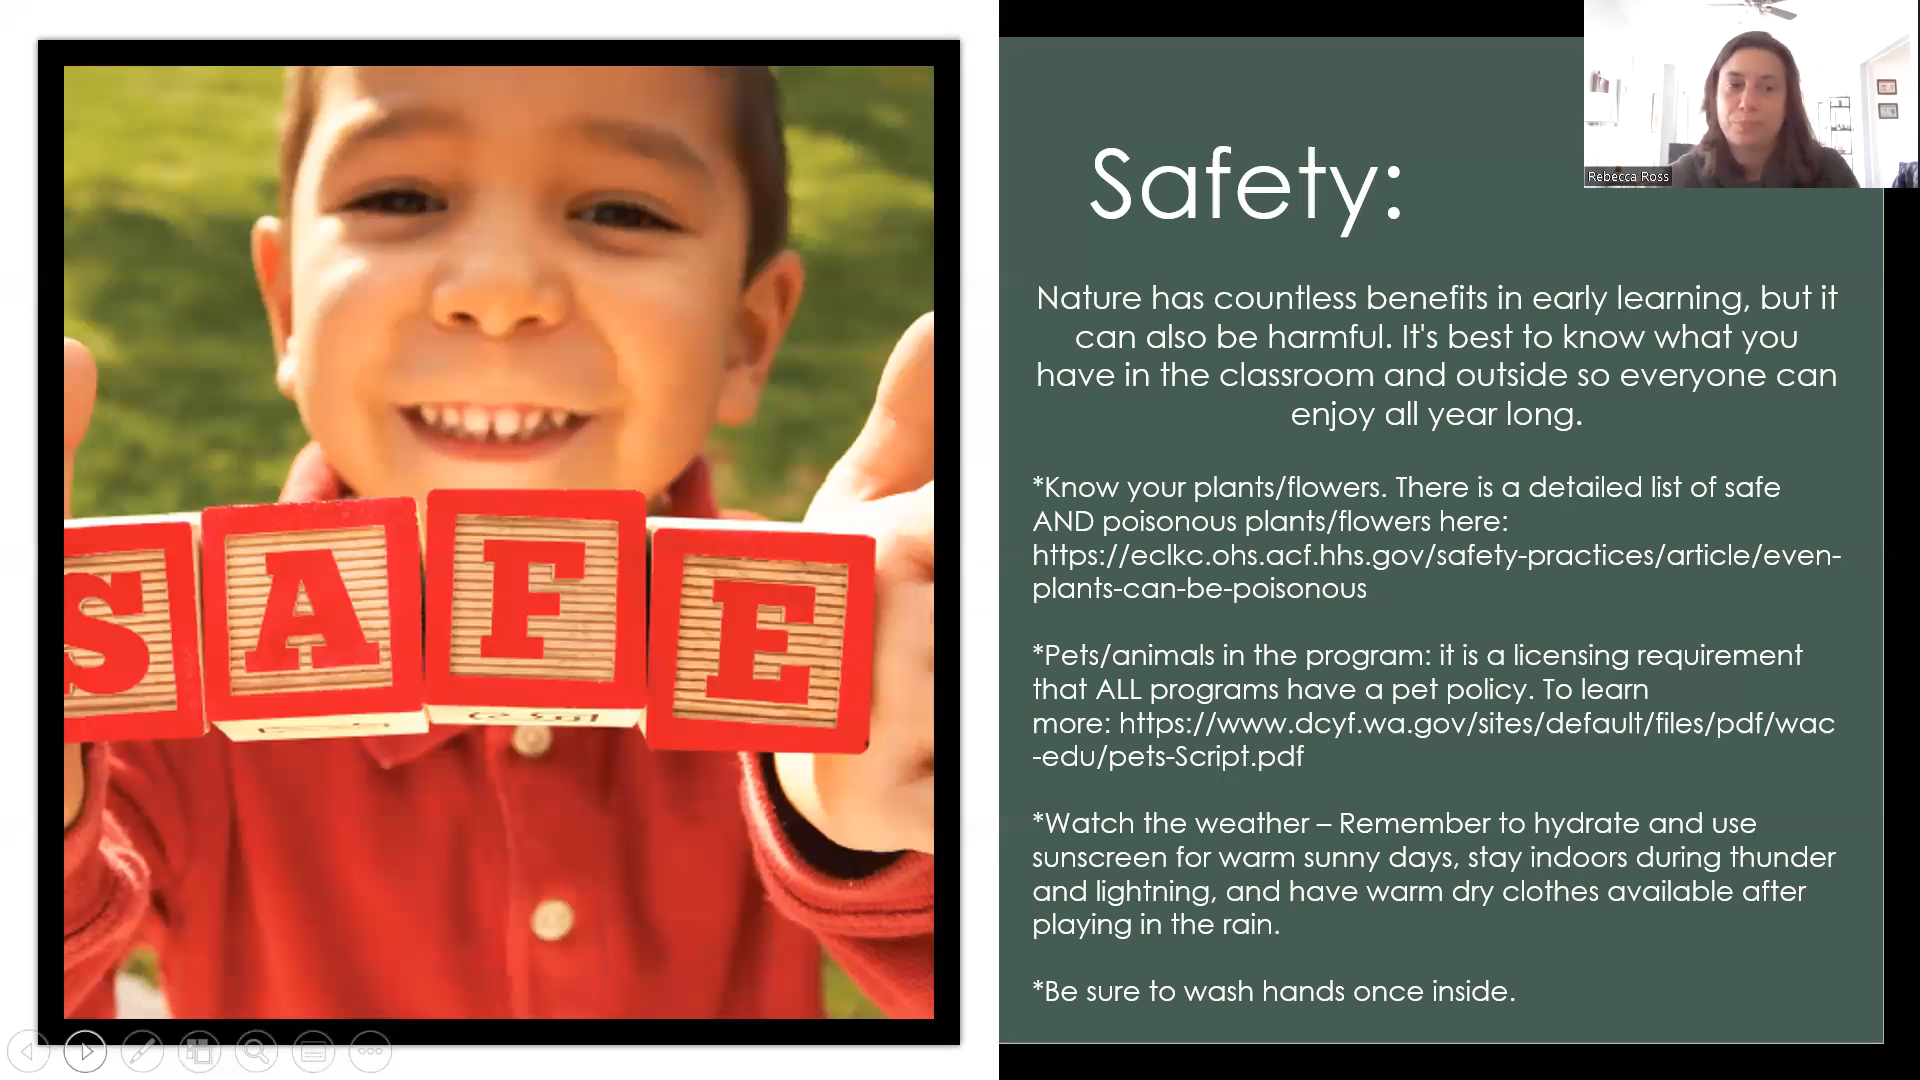 S A F E
Rebecca Ross
Safety:
Nature has countless benefits in early learning, but it
can also be harmful. It's best to know what you
have in the classroom and outside so everyone can
enjoy all year long.
*Know your plants/flowers. There is a detailed list of safe
AND poisonous plants/flowers here:
https://eclkc.ohs.acf.hhs.gov/safety-practices/article/even-
plants-can-be-poisonous
*Pets/animals in the program: it is a licensing requirement
that ALL programs have a pet policy. To learn
more: https://www.dcyf.wa.gov/sites/default/files/pdf/wac
-edu/pets-Script.pdf
*Watch the weather – Remember to hydrate and use
sunscreen for warm sunny days, stay indoors during thunder
and lightning, and have warm dry clothes available after
playing in the rain.
*Be sure to wash hands once inside.